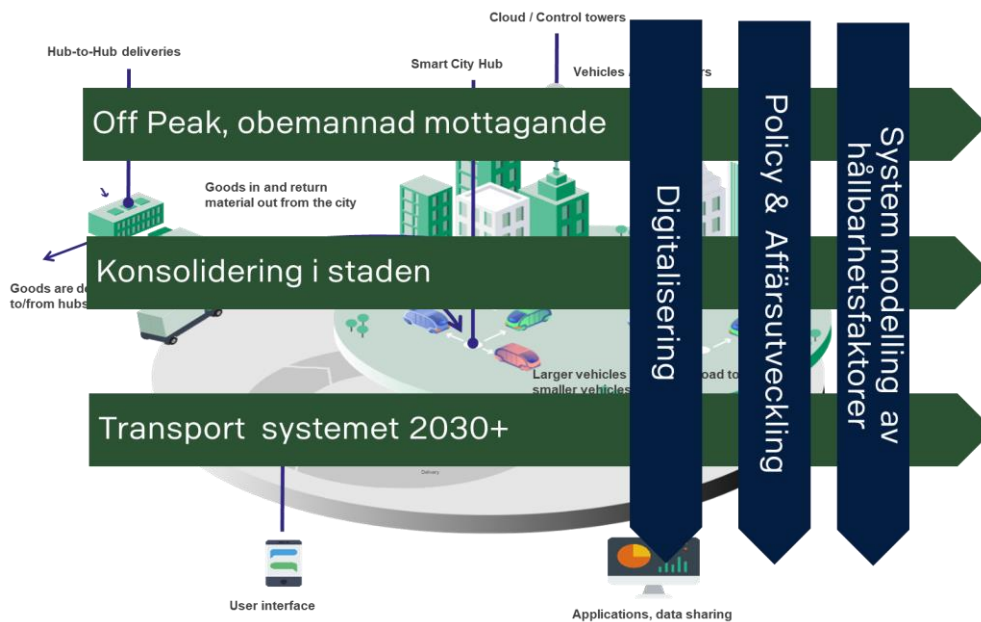 Cloud / Control towers
Hub-to-Hub deliveries
Smart City Hub
Vehicles
Off Peak, obemannad mottagande
Goods in and return
material out from the city
Konsolidering i staden
Goods are
to/from hubs
Larger vehicles
to
smaller vehicles
Transport systemet 2030+
Delivery
User interface
Applications, data sharing
Digitalisering
Policy & Affärsutveckling
System modelling av
hållbarhetsfaktorer